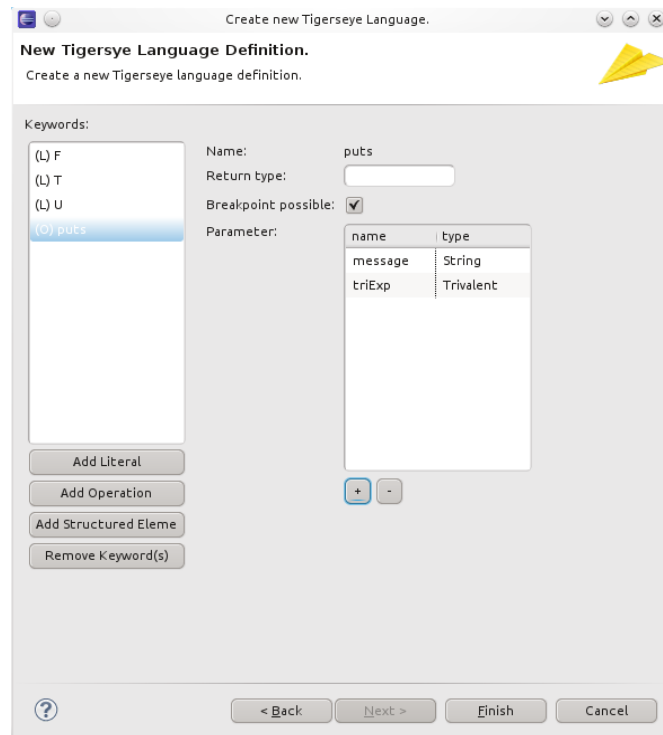 Create new Tigerseye Language.
New Tigersye Language Definition.
Create a new Tigerseye language definition.
Keywords:
(L) F
(L) T
(L) U
(O) puts
Add Literal
Add Operation
Add Structured Eleme
Remove Keyword(s)
Name: puts
Return type:
Breakpoint possible:
Parameter:
name type
message String
triExp Trivalent
+ -
? < Back Next > Finish Cancel